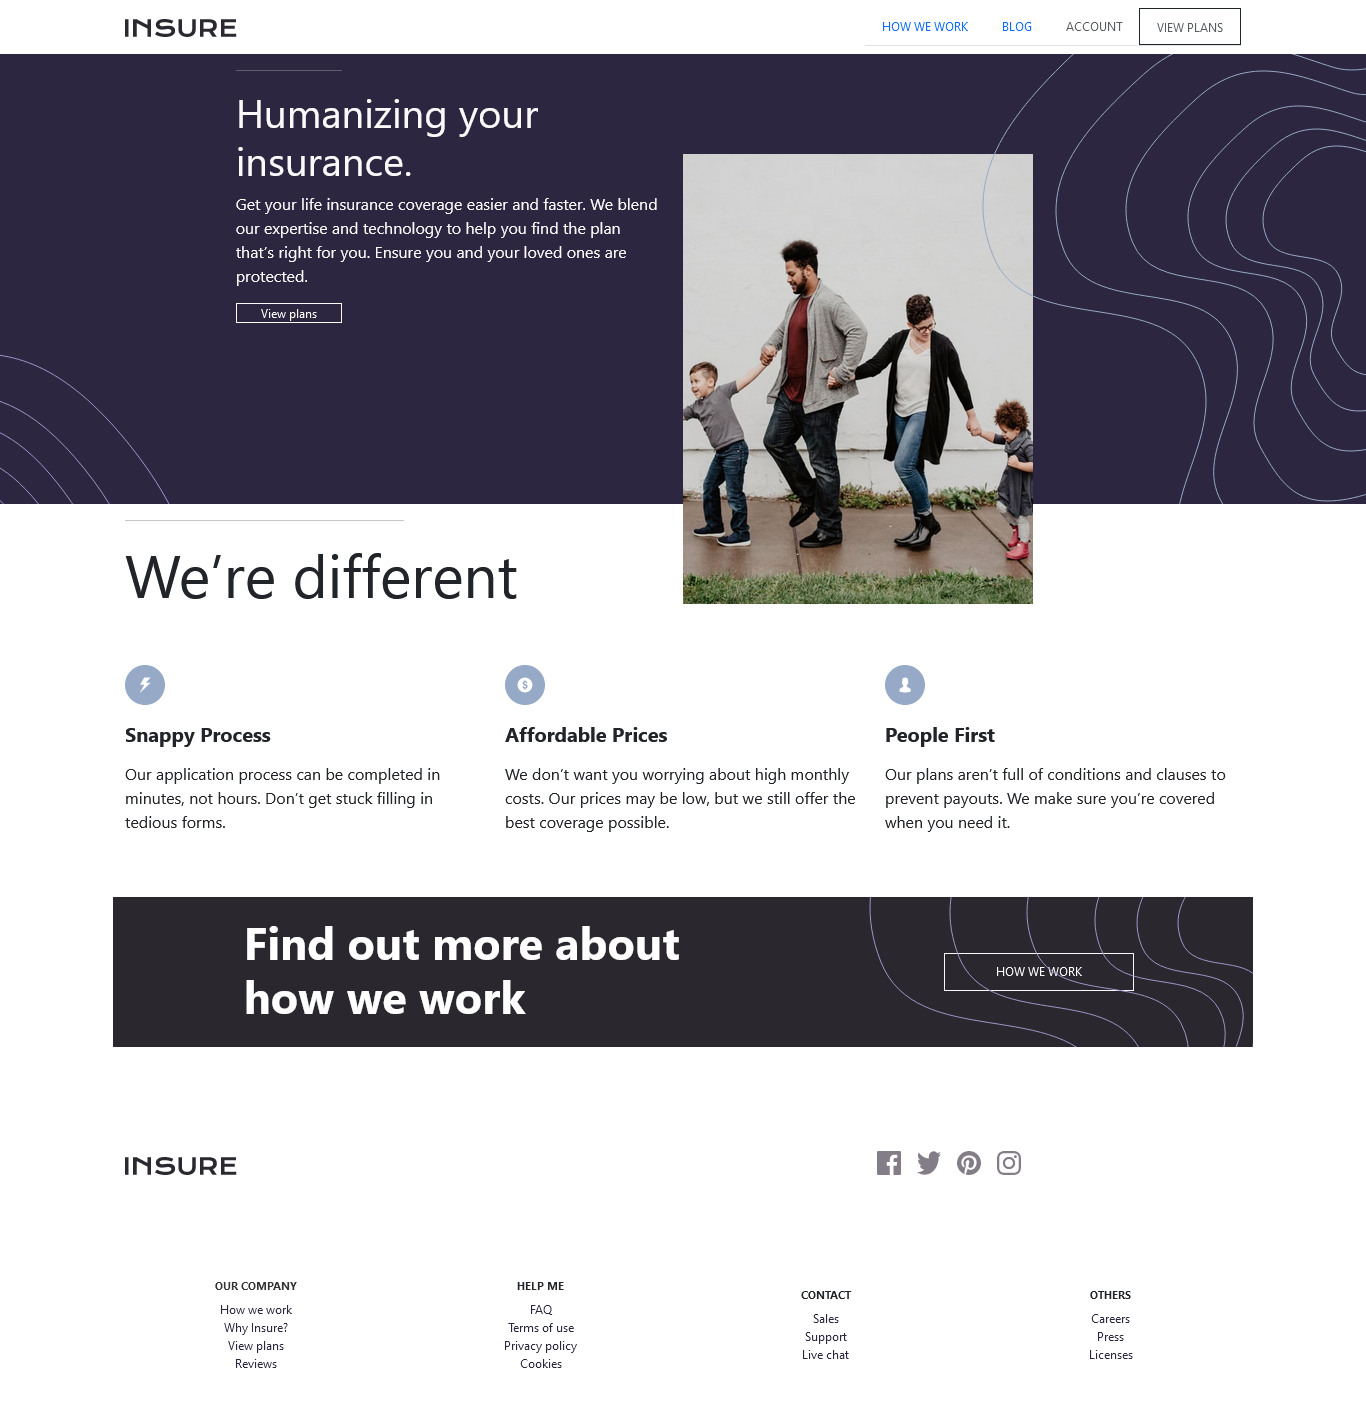 INSURE
HOW WE WORK
BLOG
ACCOUNT
VIEW PLANS
Humanizing your
insurance.
Get your life insurance coverage easier and faster. We blend
our expertise and technology to help you find the plan
that’s right for you. Ensure you and your loved ones are
protected.
View plans
We’re different
Snappy Process
Our application process can be completed in
minutes, not hours. Don’t get stuck filling in
tedious forms.
Affordable Prices
We don’t want you worrying about high monthly
costs. Our prices may be low, but we still offer the
best coverage possible.
People First
Our plans aren’t full of conditions and clauses to
prevent payouts. We make sure you’re covered
when you need it.
Find out more about
how we work
HOW WE WORK
INSURE
OUR COMPANY
How we work
Why Insure?
View plans
Reviews
HELP ME
FAQ
Terms of use
Privacy policy
Cookies
CONTACT
Sales
Support
Live chat
OTHERS
Careers
Press
Licenses